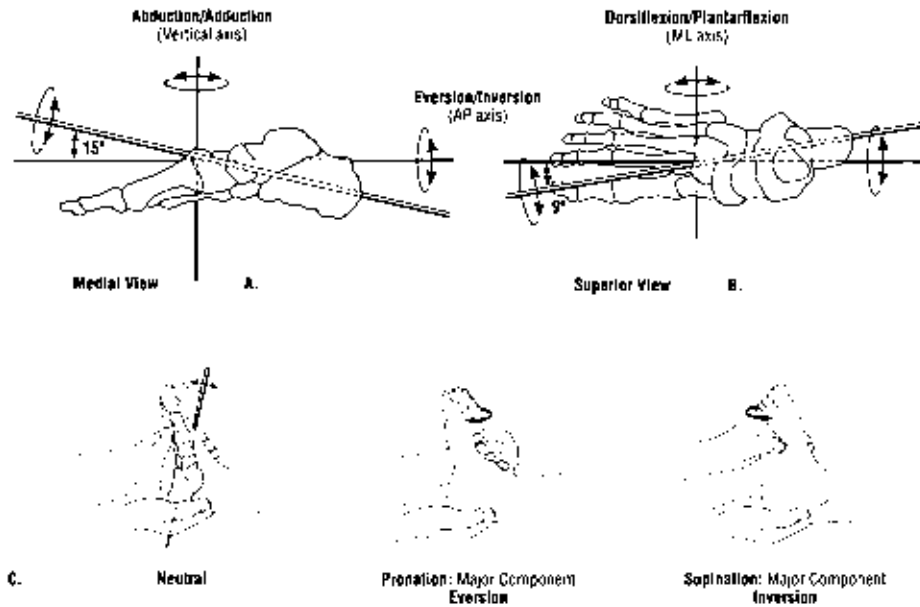 Abduction/Adduction
(Vertical axis)
Dorsiflexion/Plantarflexion
(ML axis)
Eversion/Inversion
(AP axis)
15°
9°
Medial View
A.
Superior View
B.
C.
Neutral
Pronation: Major Component
Eversion
Supination: Major Component
Inversion